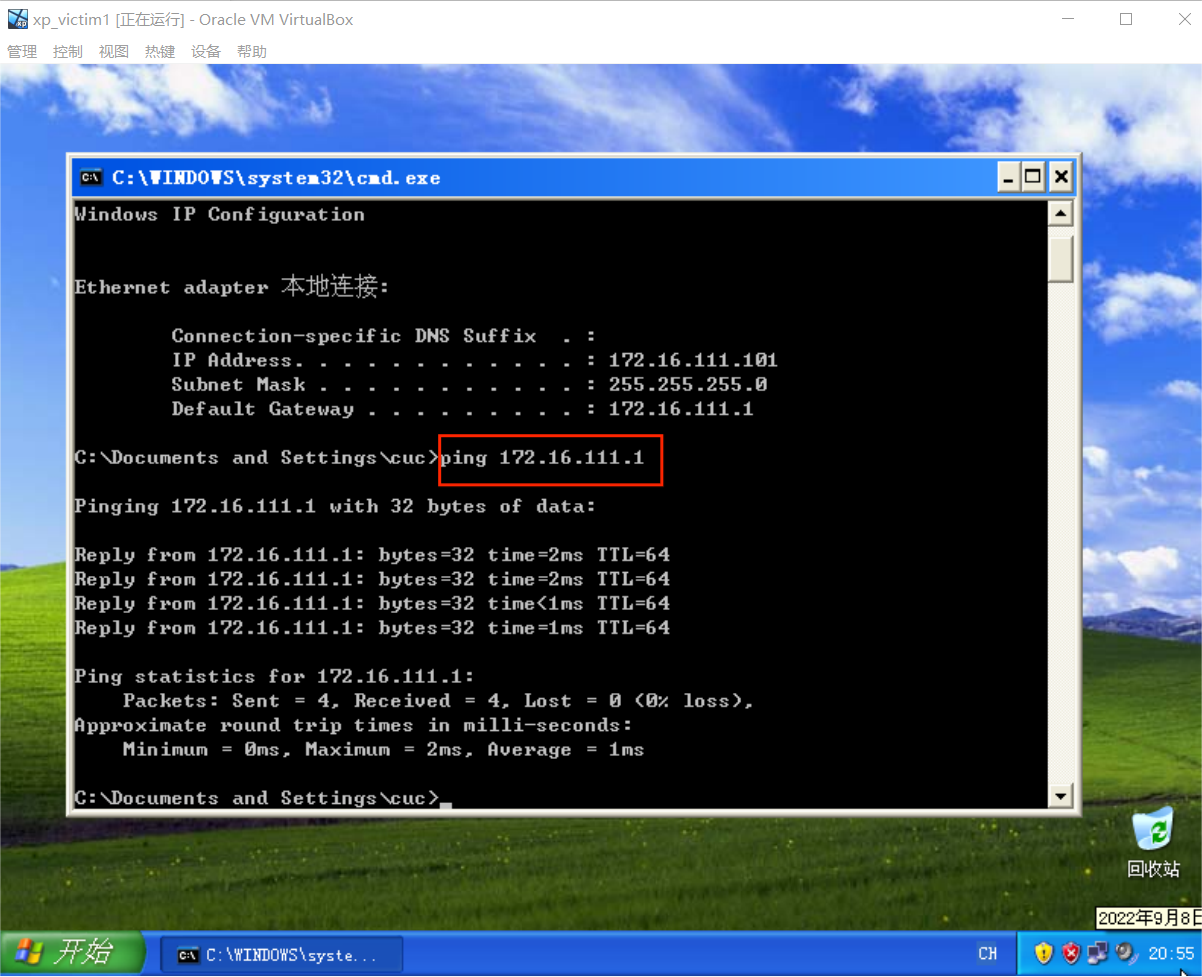 xp_victim1 [正在运行] - Oracle VM VirtualBox
管理 控制 视图 热键 设备 帮助
C:\WINDOWS\system32\cmd.exe
Windows IP Configuration
Ethernet adapter 本地连接:
Connection-specific DNS Suffix  . :
IP Address. . . . . . . . . . . . : 172.16.111.101
Subnet Mask . . . . . . . . . . . : 255.255.255.0
Default Gateway . . . . . . . . . : 172.16.111.1
C:\Documents and Settings\cuc>ping 172.16.111.1
Pinging 172.16.111.1 with 32 bytes of data:
Reply from 172.16.111.1: bytes=32 time=2ms TTL=64
Reply from 172.16.111.1: bytes=32 time=2ms TTL=64
Reply from 172.16.111.1: bytes=32 time<1ms TTL=64
Reply from 172.16.111.1: bytes=32 time=1ms TTL=64
Ping statistics for 172.16.111.1:
Packets: Sent = 4, Received = 4, Lost = 0 (0% loss),
Approximate round trip times in milli-seconds:
Minimum = 0ms, Maximum = 2ms, Average = 1ms
C:\Documents and Settings\cuc>_
回收站
2022年9月8日
开始
C:\WINDOWS\syste...
CH
20:55